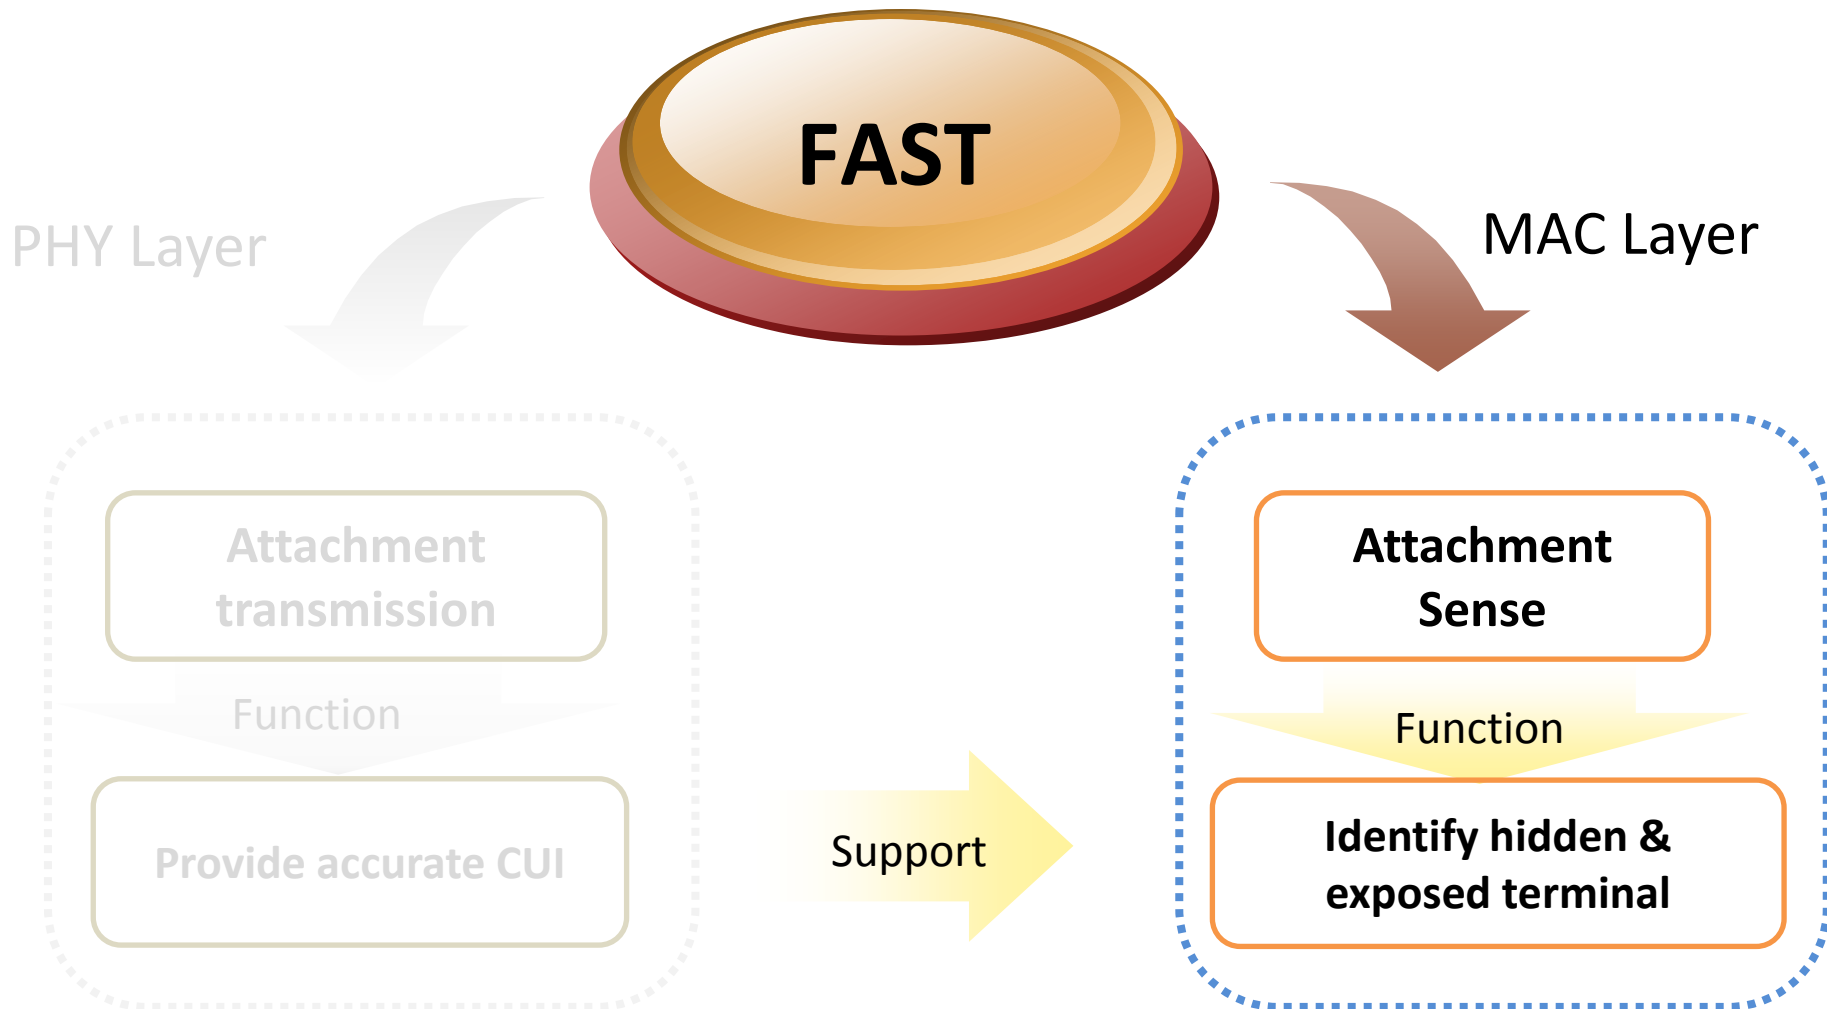 FAST
PHY Layer
MAC Layer
Attachment
transmission
Function
Provide accurate CUI
Support
Attachment
Sense
Function
Identify hidden &
exposed terminal